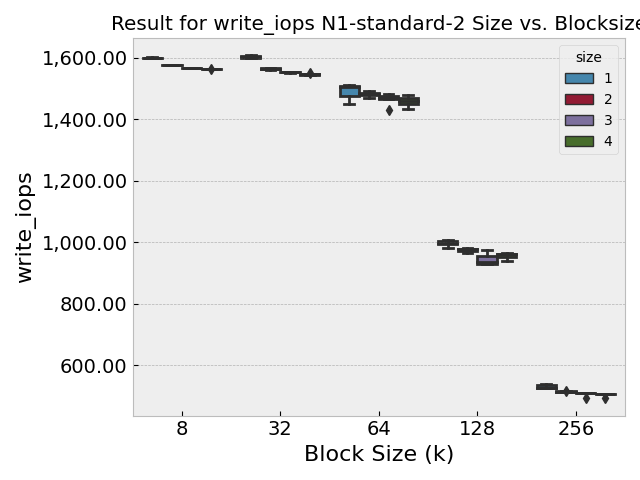 Result for write_iops N1-standard-2 Size vs. Blocksize
1,600.00
1,400.00
1,200.00
1,000.00
800.00
600.00
write_iops
size
1
2
3
4
8 32 64 128 256
Block Size (k)